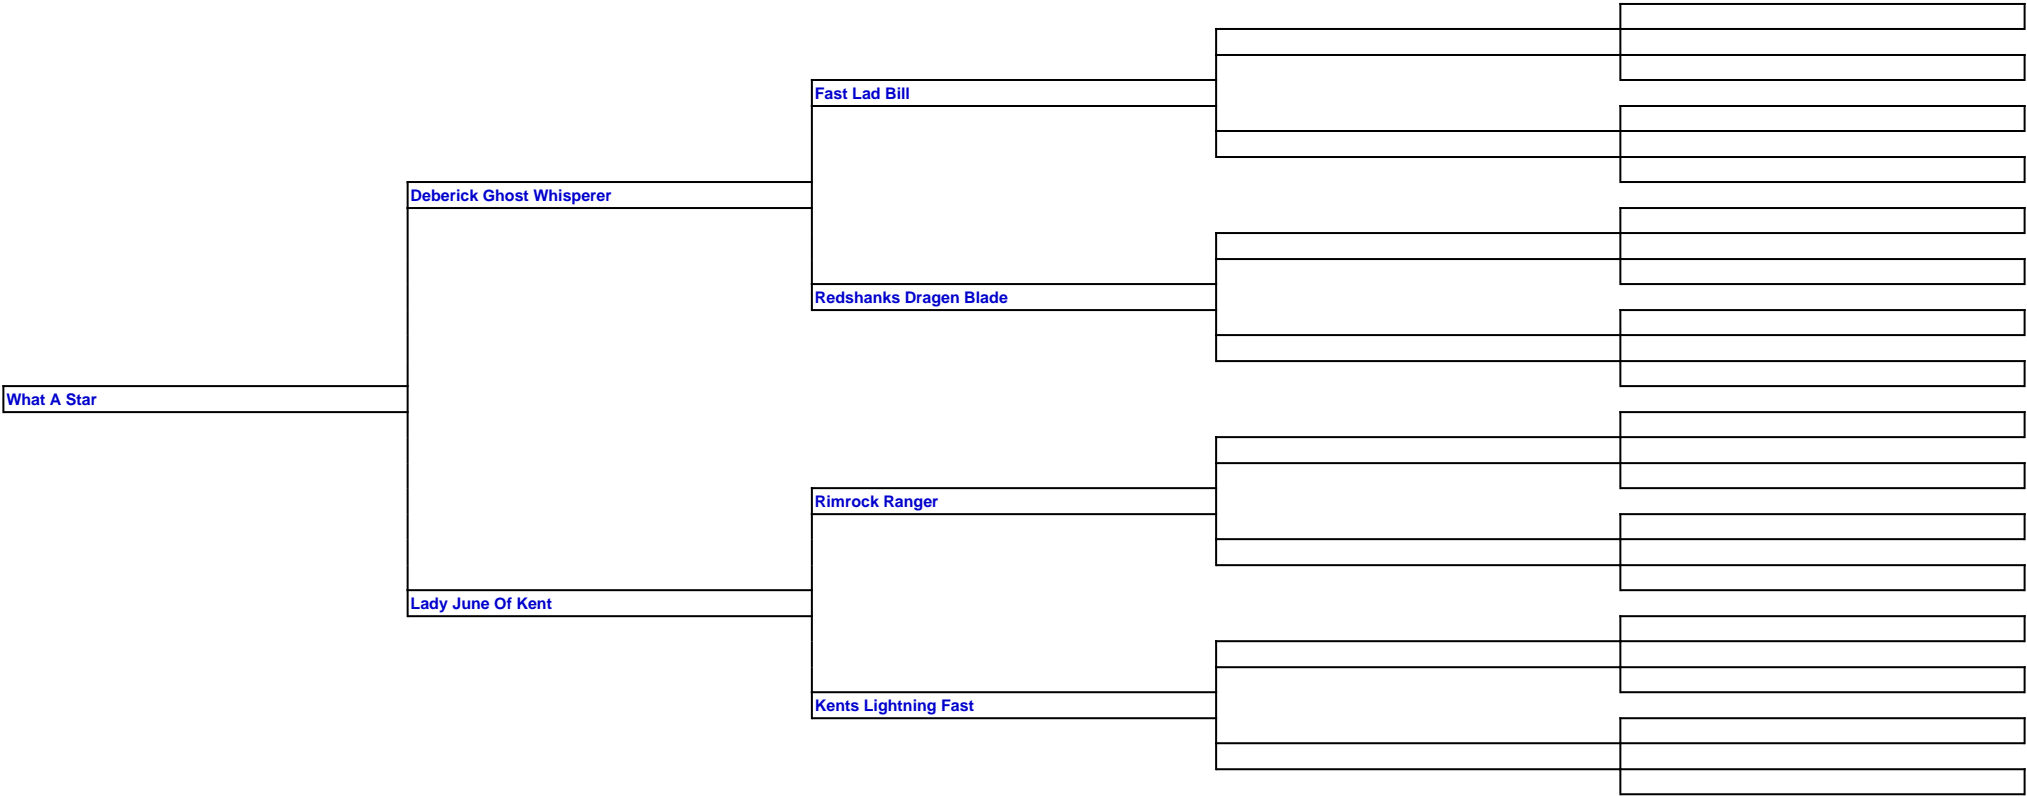 Fast Lad Bill
Deberick Ghost Whisperer
Redshanks Dragen Blade
What A Star
Rimrock Ranger
Lady June Of Kent
Kents Lightning Fast